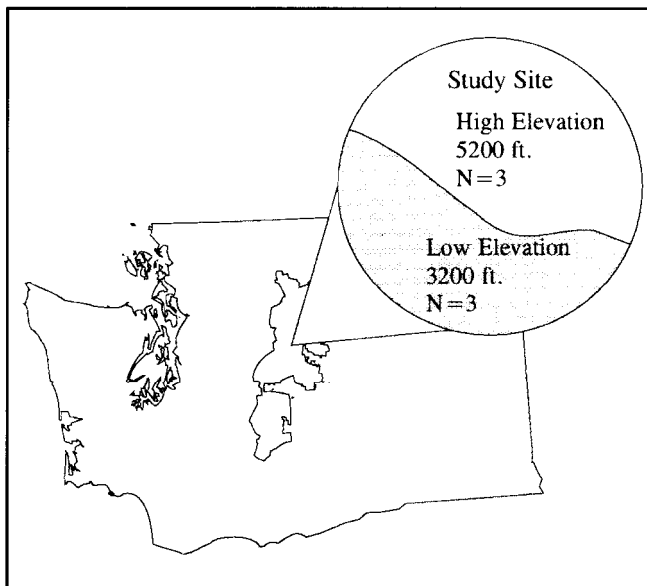 Study Site
High Elevation
5200 ft.
N=3
Low Elevation
3200 ft.
N=3